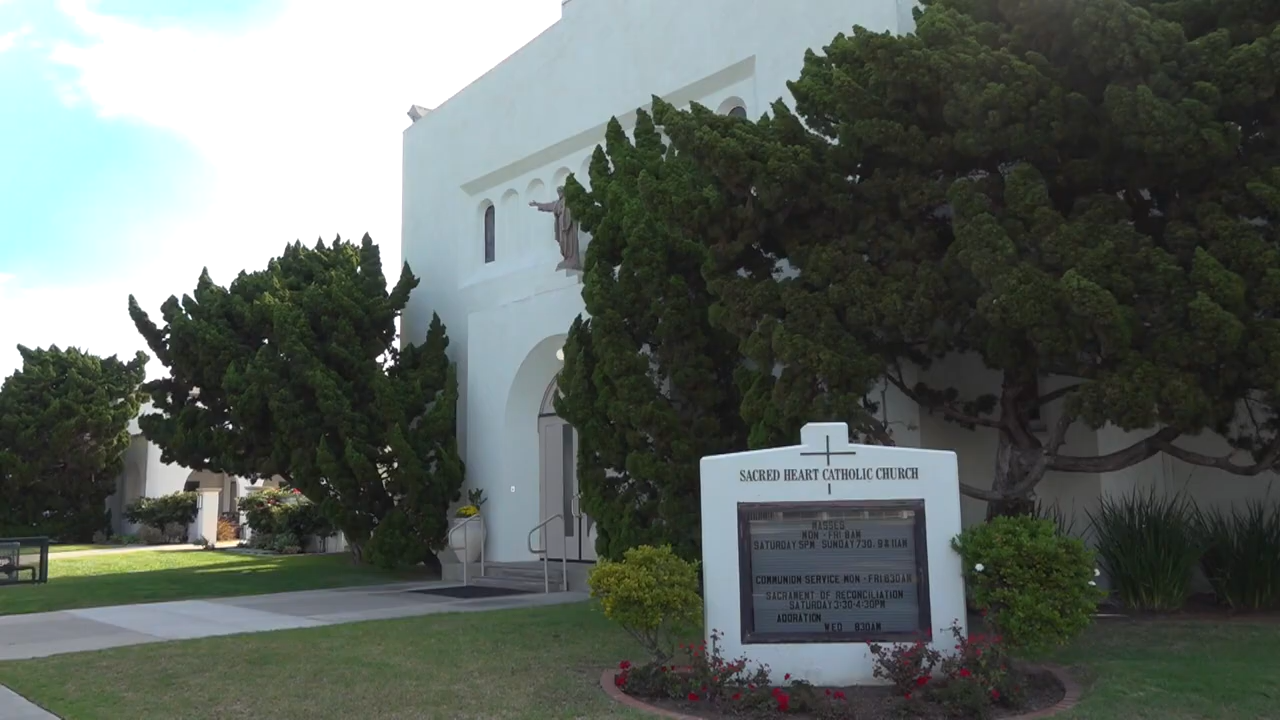 SACRED HEART CATHOLIC CHURCH
MASSES
MON - FRI 8AM
SATURDAY 5PM SUNDAY 7:30, 9 & 11AM
COMMUNION SERVICE MON - FRI 6:30AM
SACRAMENT OF RECONCILIATION
SATURDAY 3:30-4:30PM
ADORATION
WED 8:30AM